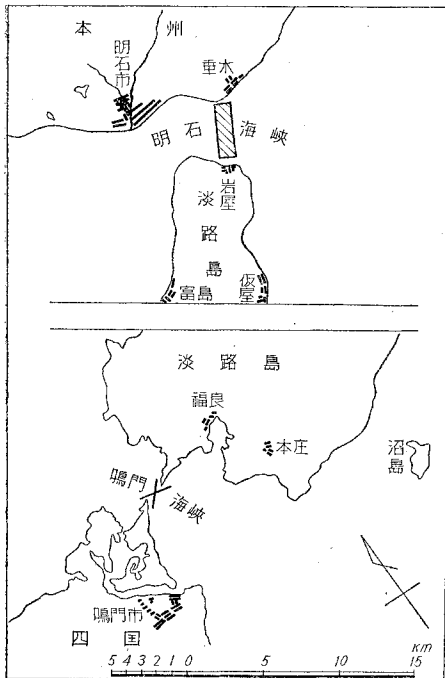 本州
明石市
垂木
明石海峡
岩屋
淡路島
富島
仮屋
淡路島
福良
本庄
沼島
鳴門海峡
鳴門市
四国
5 4 3 2 1 0 5 10 15
км